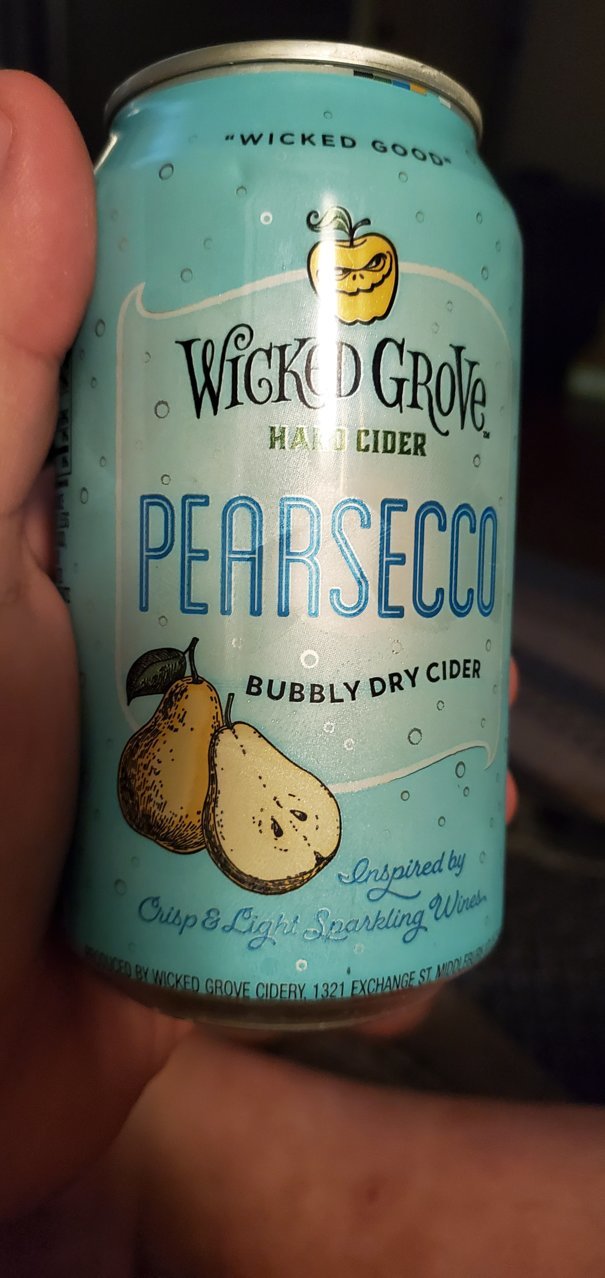 "WICKED GOOD"
WICKED GROVE
HARD CIDER
PEARSECCO
BUBBLY DRY CIDER
Inspired by
Crisp & Light Sparkling Wines
PRODUCED BY WICKED GROVE CIDERY, 1321 EXCHANGE ST